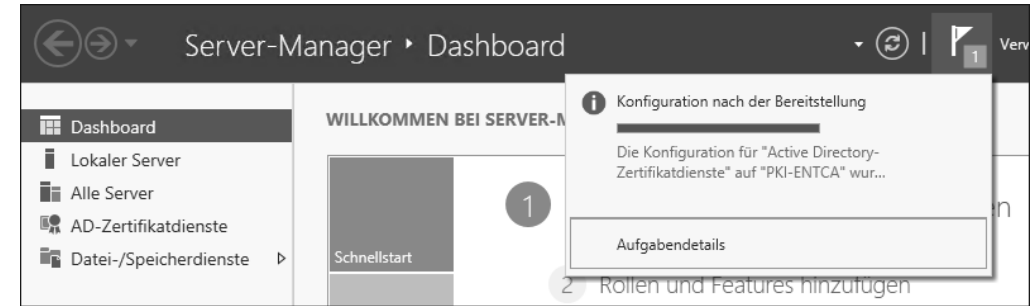 Server-Manager ‣ Dashboard
1
Verw
Dashboard
Lokaler Server
Alle Server
AD-Zertifikatdienste
Datei-/Speicherdienste
WILLKOMMEN BEI SERVER-M
Konfiguration nach der Bereitstellung
Die Konfiguration für "Active Directory-
Zertifikatdienste" auf "PKI-ENTCA" wur...
Aufgabendetails
1
n
Schnellstart
2 Rollen und Features hinzufügen